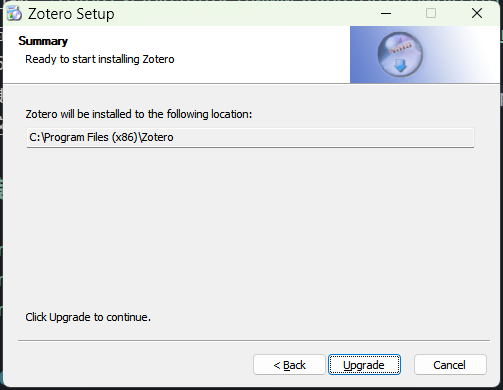 Zotero Setup
Summary
Ready to start installing Zotero
Zotero will be installed to the following location:
C:\Program Files (x86)\Zotero
Click Upgrade to continue.
< Back
Upgrade
Cancel